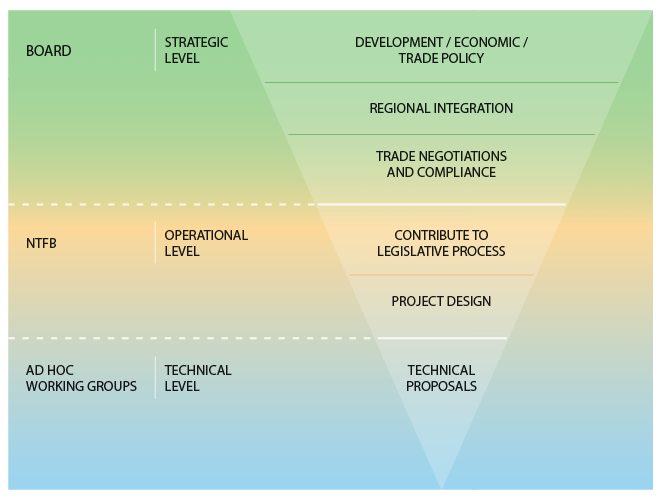 BOARD
STRATEGIC
LEVEL
DEVELOPMENT / ECONOMIC /
TRADE POLICY
REGIONAL INTEGRATION
TRADE NEGOTIATIONS
AND COMPLIANCE
NTFB
OPERATIONAL
LEVEL
CONTRIBUTE TO
LEGISLATIVE PROCESS
PROJECT DESIGN
AD HOC
WORKING GROUPS
TECHNICAL
LEVEL
TECHNICAL
PROPOSALS